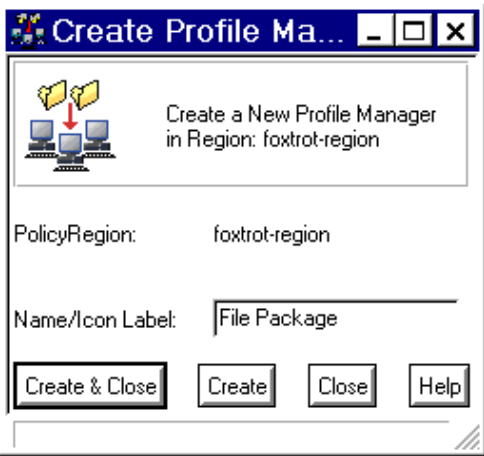 Create Profile Ma...
Create a New Profile Manager
in Region: foxtrot-region
PolicyRegion: foxtrot-region
Name/Icon Label: File Package
Create & Close Create Close Help